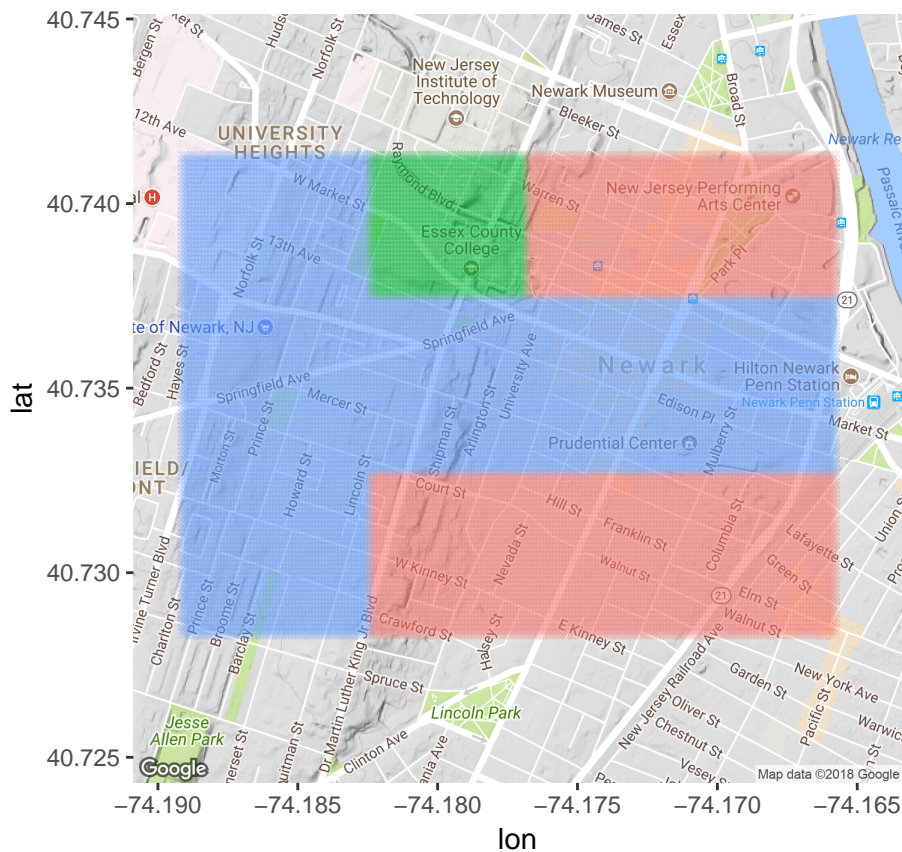 40.745
40.740
40.735
40.730
40.725
lat
−74.190
−74.185
−74.180
−74.175
−74.170
−74.165
lon
Bergen St
Norfolk St
James St
Essex
New Jersey
Institute of
Technology
Newark Museum
Broad St
12th Ave
Bleeker St
UNIVERSITY
HEIGHTS
Raymond Blvd
W Market St
Warren St
New Jersey Performing
Arts Center
Passaic
H
Essex County
College
Norfolk St
13th Ave
Park Pl
21
te of Newark, NJ
Springfield Ave
Newark
Hilton Newark
Penn Station
Newark Penn Station
Bedford St
Hayes St
Springfield Ave
Mercer St
University Ave
Arlington St
Shipman St
Edison Pl
Market St
Prudential Center
Mulberry St
Prince St
Morton St
Howard St
Lincoln St
FIELD/
ONT
Court St
Hill St
Franklin St
Nevada St
Columbia St
Lafayette St
Union St
W Kinney St
Walnut St
Green St
21
Elm St
Walnut St
rvine Turner Blvd
Charlton St
Prince St
Broome St
Barclay St
Crawford St
Halsey St
E Kinney St
Dr Martin Luther King Jr Blvd
Spruce St
New Jersey Railroad Ave
Garden St
New York Ave
Pacific St
Lincoln Park
Oliver St
Chestnut St
Warwic
Jesse
Allen Park
merset St
uitman St
Clinton Ave
ania Ave
Vesey St
Google
Map data ©2018 Google